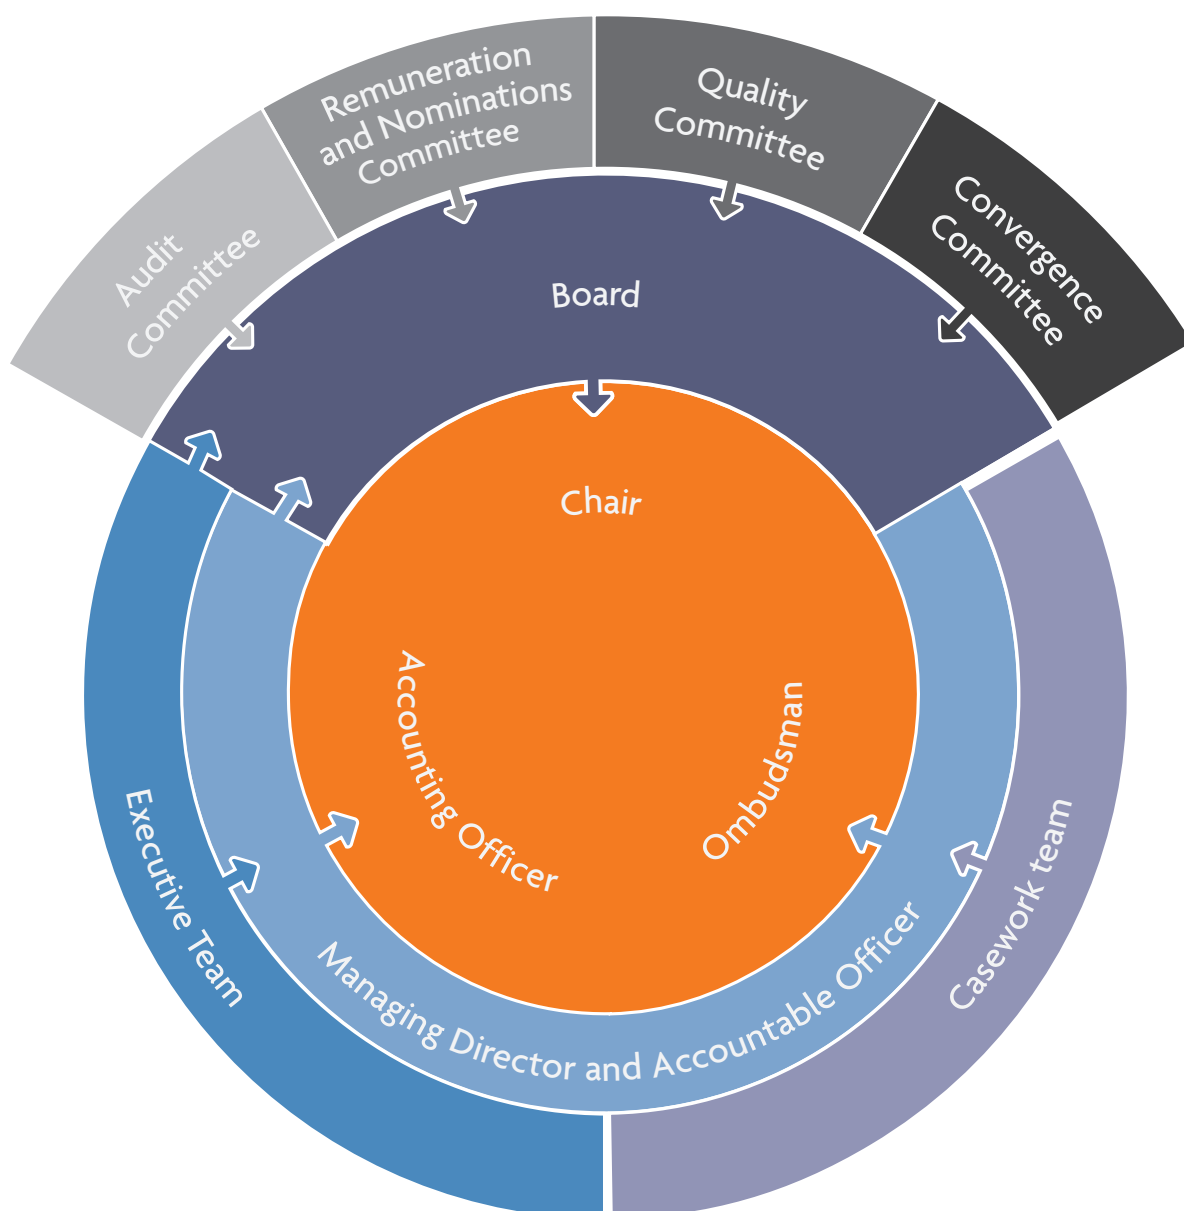 Remuneration
and Nominations
Committee
Quality
Committee
Audit
Committee
Convergence
Committee
Board
Chair
Accounting Officer
Ombudsman
Executive Team
Managing Director and Accountable Officer
Casework team